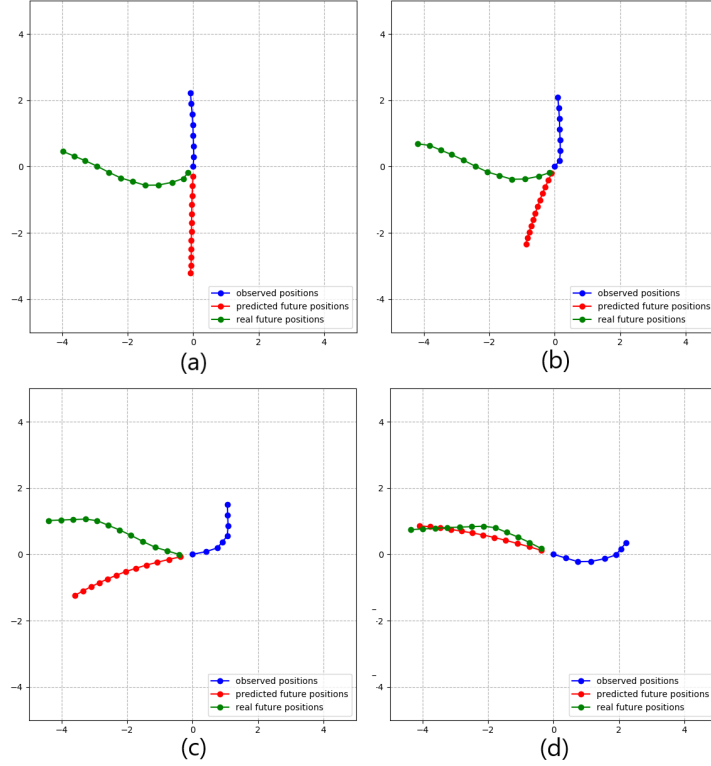 4
2
0
−2
−4
−4 −2 0 2 4
observed positions
predicted future positions
real future positions
(a)
4
2
0
−2
−4
−4 −2 0 2 4
observed positions
predicted future positions
real future positions
(b)
4
2
0
−2
−4
−4 −2 0 2 4
observed positions
predicted future positions
real future positions
(c)
4
2
0
−2
−4
−4 −2 0 2 4
observed positions
predicted future positions
real future positions
(d)